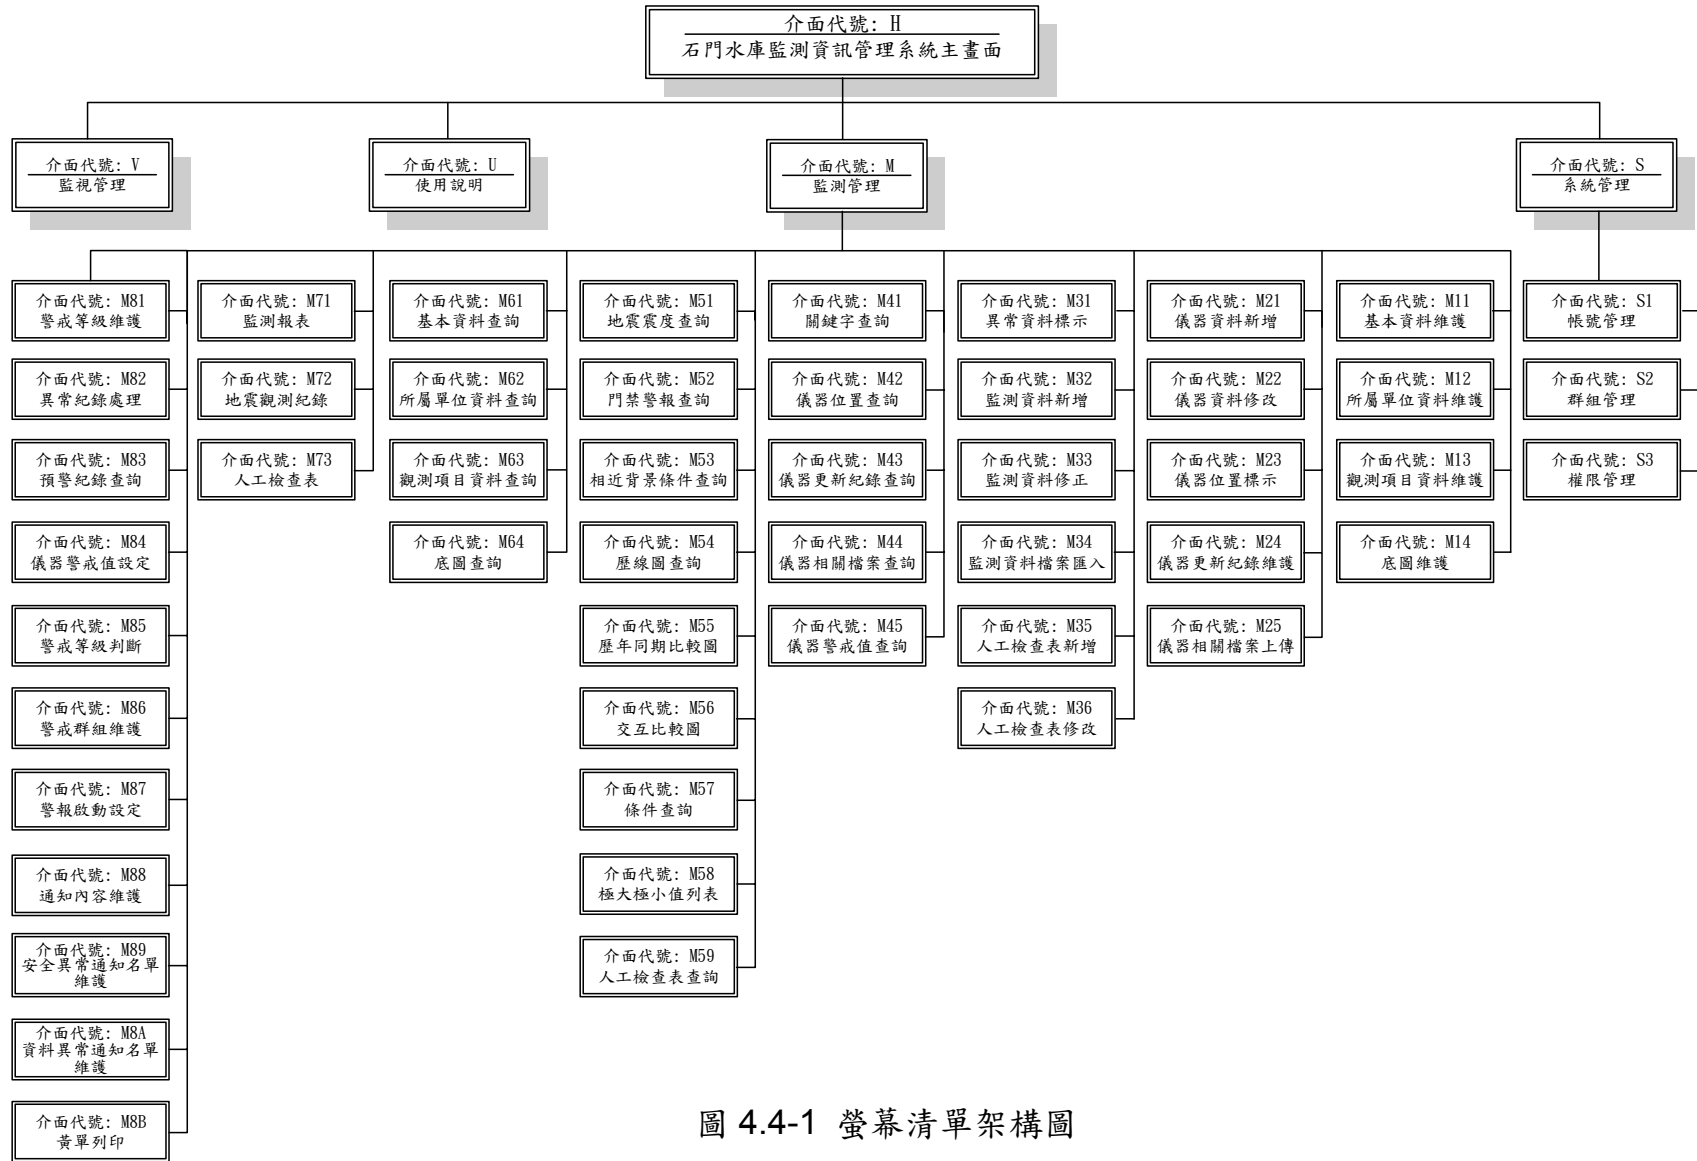 介面代號: H
石門水庫監測資訊管理系統主畫面
介面代號: V
監視管理
介面代號: U
使用說明
介面代號: M
監測管理
介面代號: S
系統管理
介面代號: M81
警戒等級維護
介面代號: M71
監測報表
介面代號: M61
基本資料查詢
介面代號: M51
地震震度查詢
介面代號: M41
關鍵字查詢
介面代號: M31
異常資料標示
介面代號: M21
儀器資料新增
介面代號: M11
基本資料維護
介面代號: S1
帳號管理
介面代號: M82
異常紀錄處理
介面代號: M72
地震觀測紀錄
介面代號: M62
所屬單位資料查詢
介面代號: M52
門禁警報查詢
介面代號: M42
儀器位置查詢
介面代號: M32
監測資料新增
介面代號: M22
儀器資料修改
介面代號: M12
所屬單位資料維護
介面代號: S2
群組管理
介面代號: M83
預警紀錄查詢
介面代號: M73
人工檢查表
介面代號: M63
觀測項目資料查詢
介面代號: M53
相近背景條件查詢
介面代號: M43
儀器更新紀錄查詢
介面代號: M33
監測資料修正
介面代號: M23
儀器位置標示
介面代號: M13
觀測項目資料維護
介面代號: S3
權限管理
介面代號: M84
儀器警戒值設定
介面代號: M64
底圖查詢
介面代號: M54
歷線圖查詢
介面代號: M44
儀器相關檔案查詢
介面代號: M34
監測資料檔案匯入
介面代號: M24
儀器更新紀錄維護
介面代號: M14
底圖維護
介面代號: M85
警戒等級判斷
介面代號: M55
歷年同期比較圖
介面代號: M45
儀器警戒值查詢
介面代號: M35
人工檢查表新增
介面代號: M25
儀器相關檔案上傳
介面代號: M86
警戒群組維護
介面代號: M56
交互比較圖
介面代號: M36
人工檢查表修改
介面代號: M87
警報啟動設定
介面代號: M57
條件查詢
介面代號: M88
通知內容維護
介面代號: M58
極大極小值列表
介面代號: M89
安全異常通知名單
維護
介面代號: M59
人工檢查表查詢
介面代號: M8A
資料異常通知名單
維護
介面代號: M8B
黃單列印
圖 4.4-1 螢幕清單架構圖